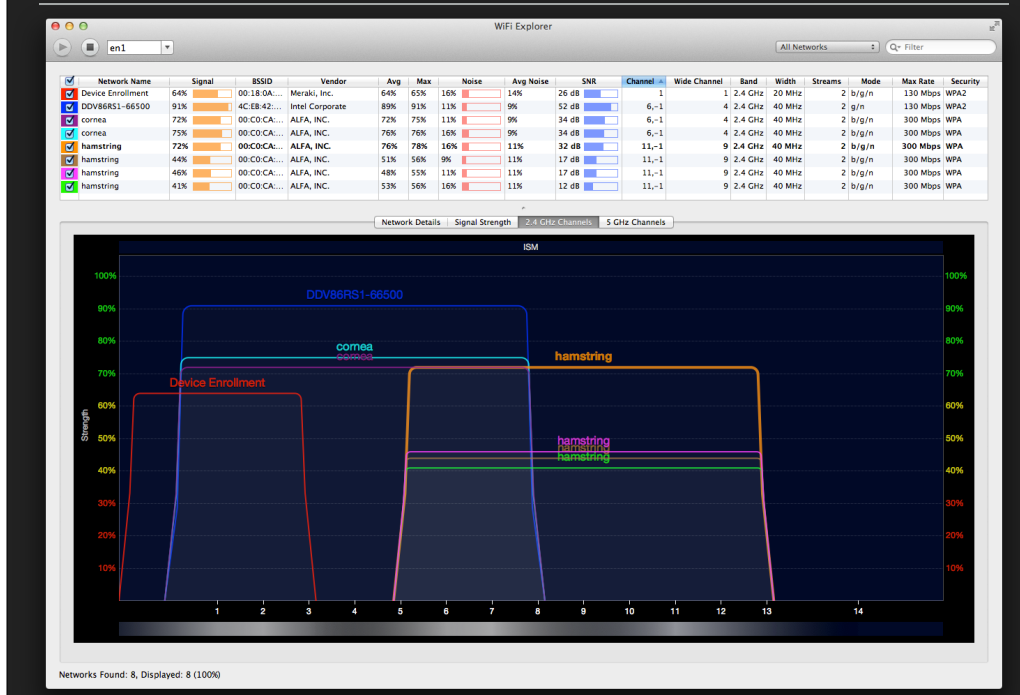 WiFi Explorer
en1 All Networks Filter
Network Name Signal BSSID Vendor Avg Max Noise Avg Noise SNR Channel Wide Channel Band Width Streams Mode Max Rate Security
Device Enrollment 64% 00:18:0A:... Meraki, Inc. 64% 65% 16% 14% 26 dB 1 1 2.4 GHz 20 MHz 2 b/g/n 130 Mbps WPA2
DDV86RS1-66500 91% 4C:EB:42:... Intel Corporate 89% 91% 11% 9% 52 dB 6,-1 4 2.4 GHz 40 MHz 2 g/n 130 Mbps WPA2
cornea 72% 00:C0:CA:... ALFA, INC. 72% 75% 11% 9% 34 dB 6,-1 4 2.4 GHz 40 MHz 2 b/g/n 300 Mbps WPA
cornea 75% 00:C0:CA:... ALFA, INC. 76% 76% 16% 9% 34 dB 6,-1 4 2.4 GHz 40 MHz 2 b/g/n 300 Mbps WPA
hamstring 72% 00:C0:CA:... ALFA, INC. 76% 78% 16% 11% 32 dB 11,-1 9 2.4 GHz 40 MHz 2 b/g/n 300 Mbps WPA
hamstring 44% 00:C0:CA:... ALFA, INC. 51% 56% 9% 11% 17 dB 11,-1 9 2.4 GHz 40 MHz 2 b/g/n 300 Mbps WPA
hamstring 46% 00:C0:CA:... ALFA, INC. 48% 55% 11% 11% 17 dB 11,-1 9 2.4 GHz 40 MHz 2 b/g/n 300 Mbps WPA
hamstring 41% 00:C0:CA:... ALFA, INC. 53% 56% 16% 11% 12 dB 11,-1 9 2.4 GHz 40 MHz 2 b/g/n 300 Mbps WPA
Network Details Signal Strength 2.4 GHz Channels 5 GHz Channels
ISM
100% 100%
DDV86RS1-66500
90% 90%
80% 80%
cornea
cornea hamstring
70% 70%
Device Enrollment
60% 60%
Strength
50% 50%
hamstring
hamstring
hamstring
40% 40%
30% 30%
20% 20%
10% 10%
1 2 3 4 5 6 7 8 9 10 11 12 13 14
Networks Found: 8, Displayed: 8 (100%)